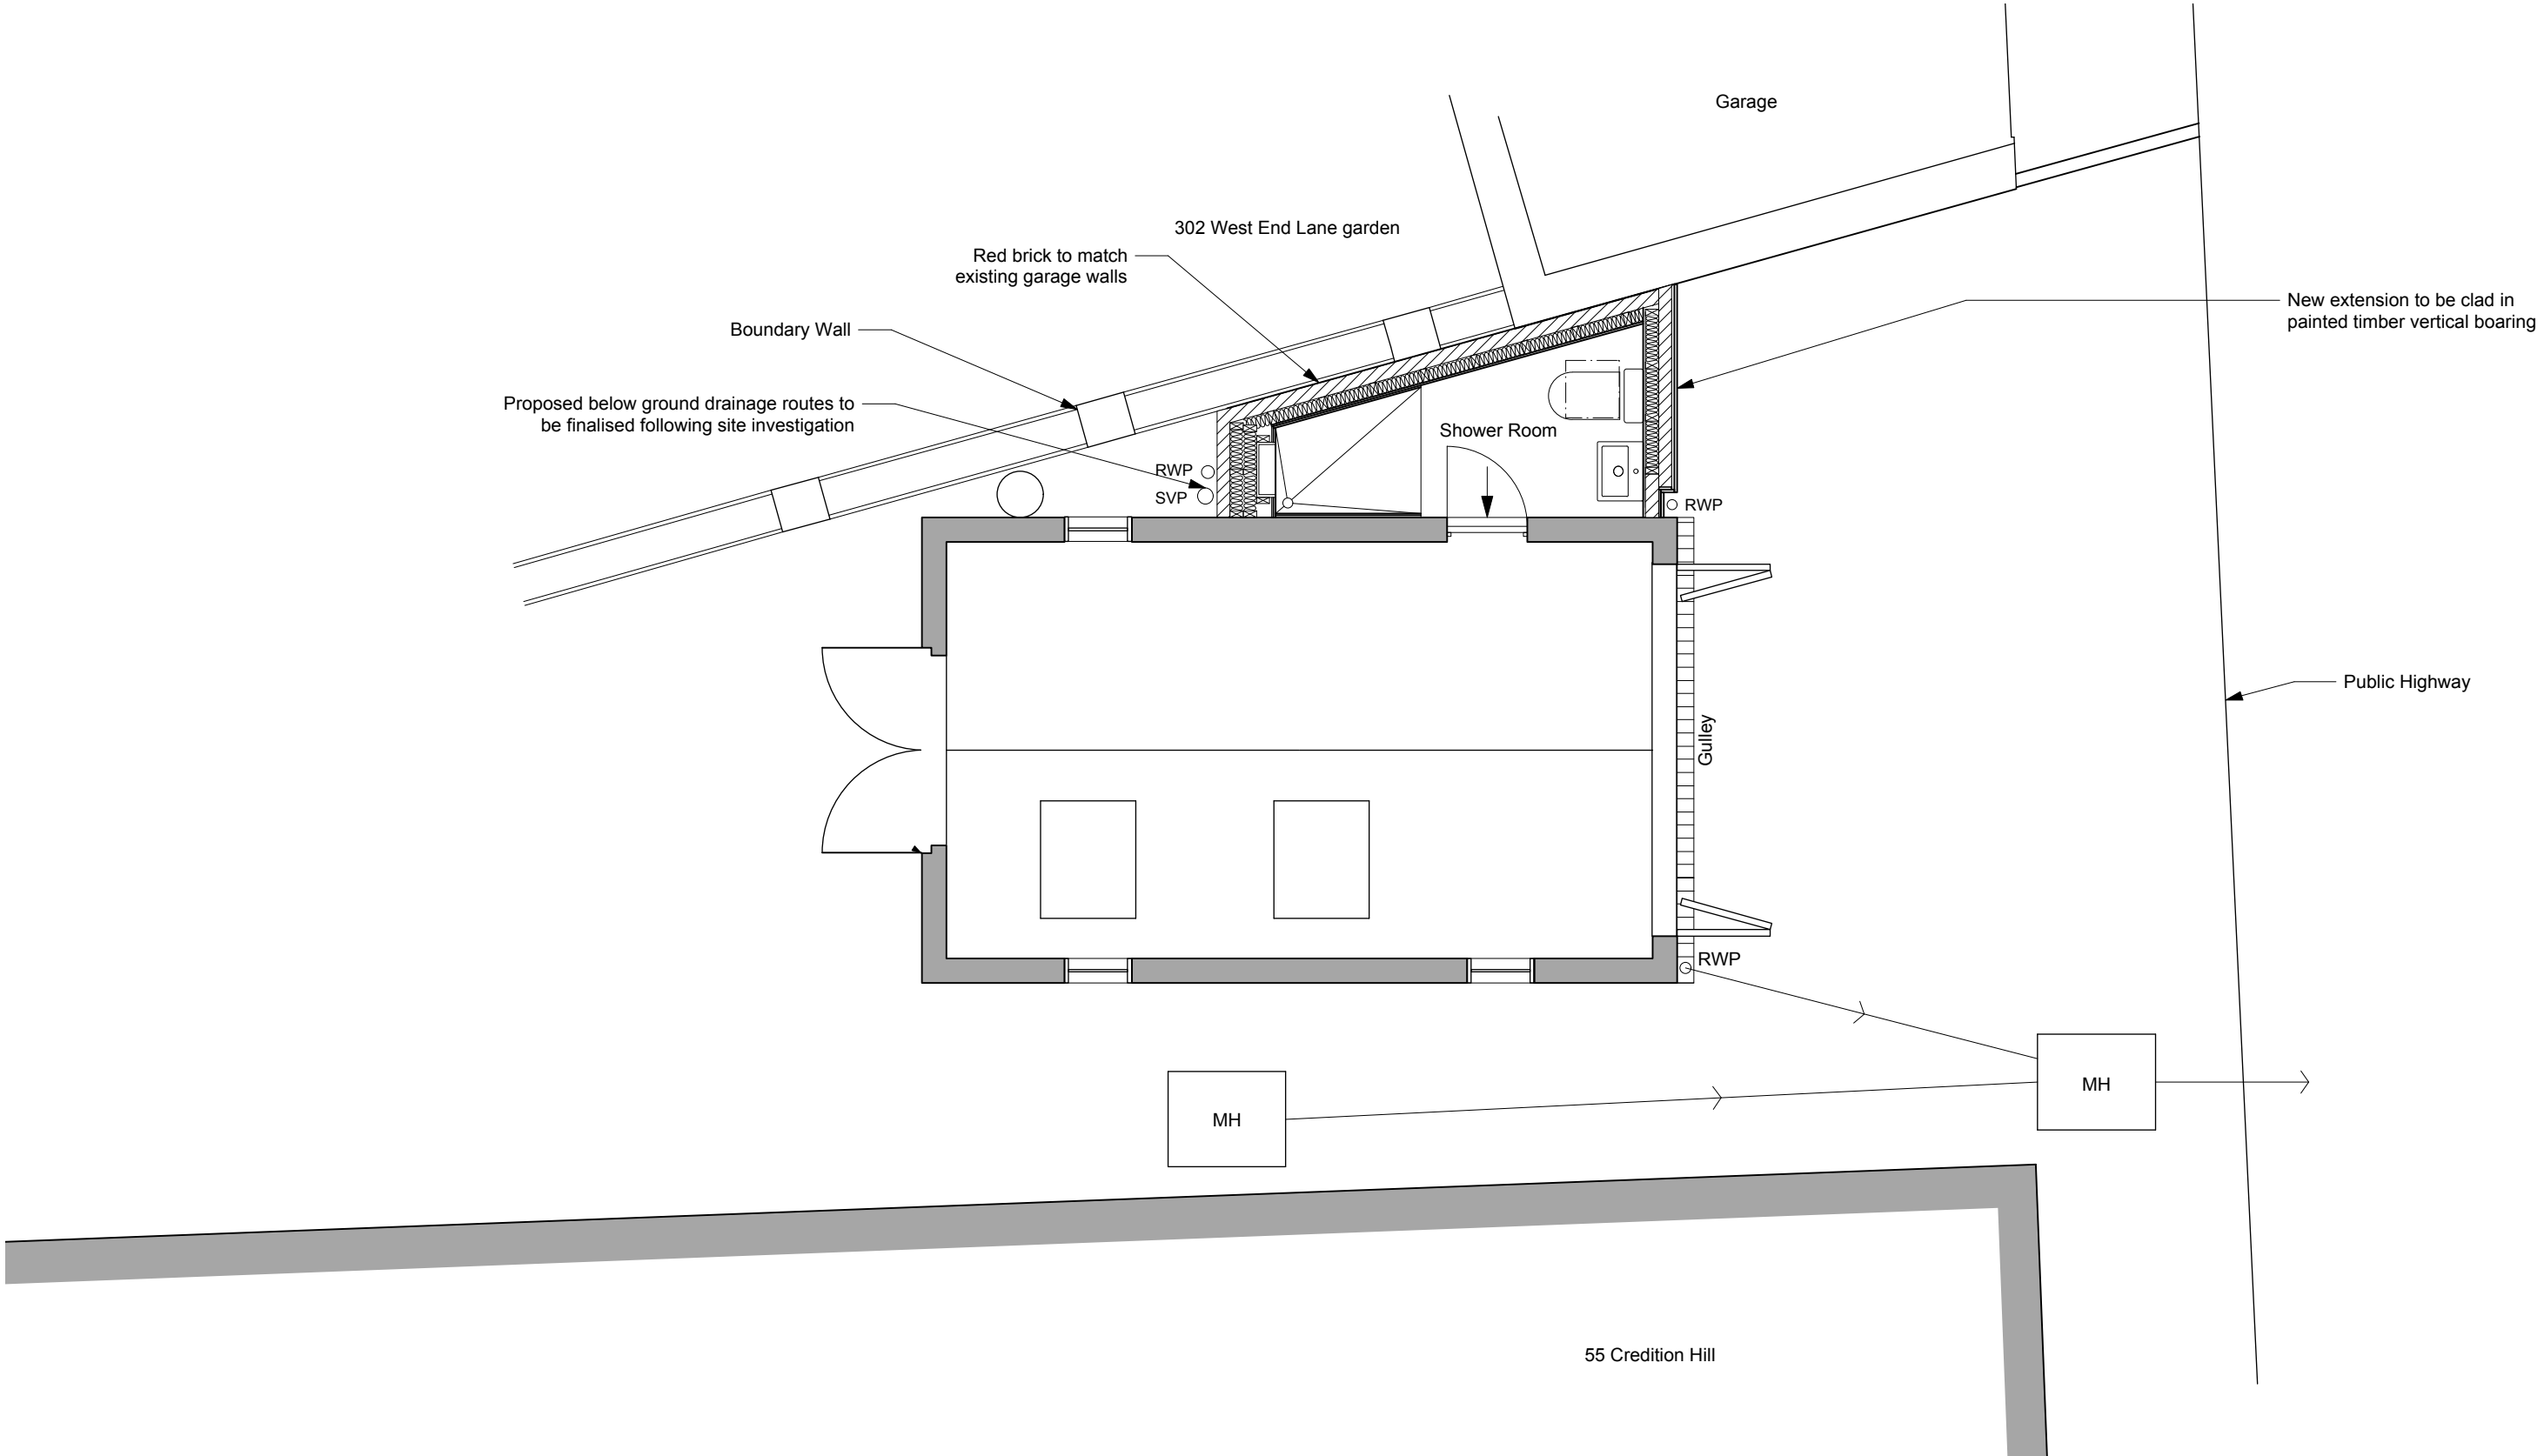 Garage
302 West End Lane garden
Red brick to match
existing garage walls
New extension to be clad in
painted timber vertical boaring
Boundary Wall
Proposed below ground drainage routes to
be finalised following site investigation
Shower Room
RWP
SVP
RWP
Public Highway
Gulley
RWP
MH
MH
55 Credition Hill